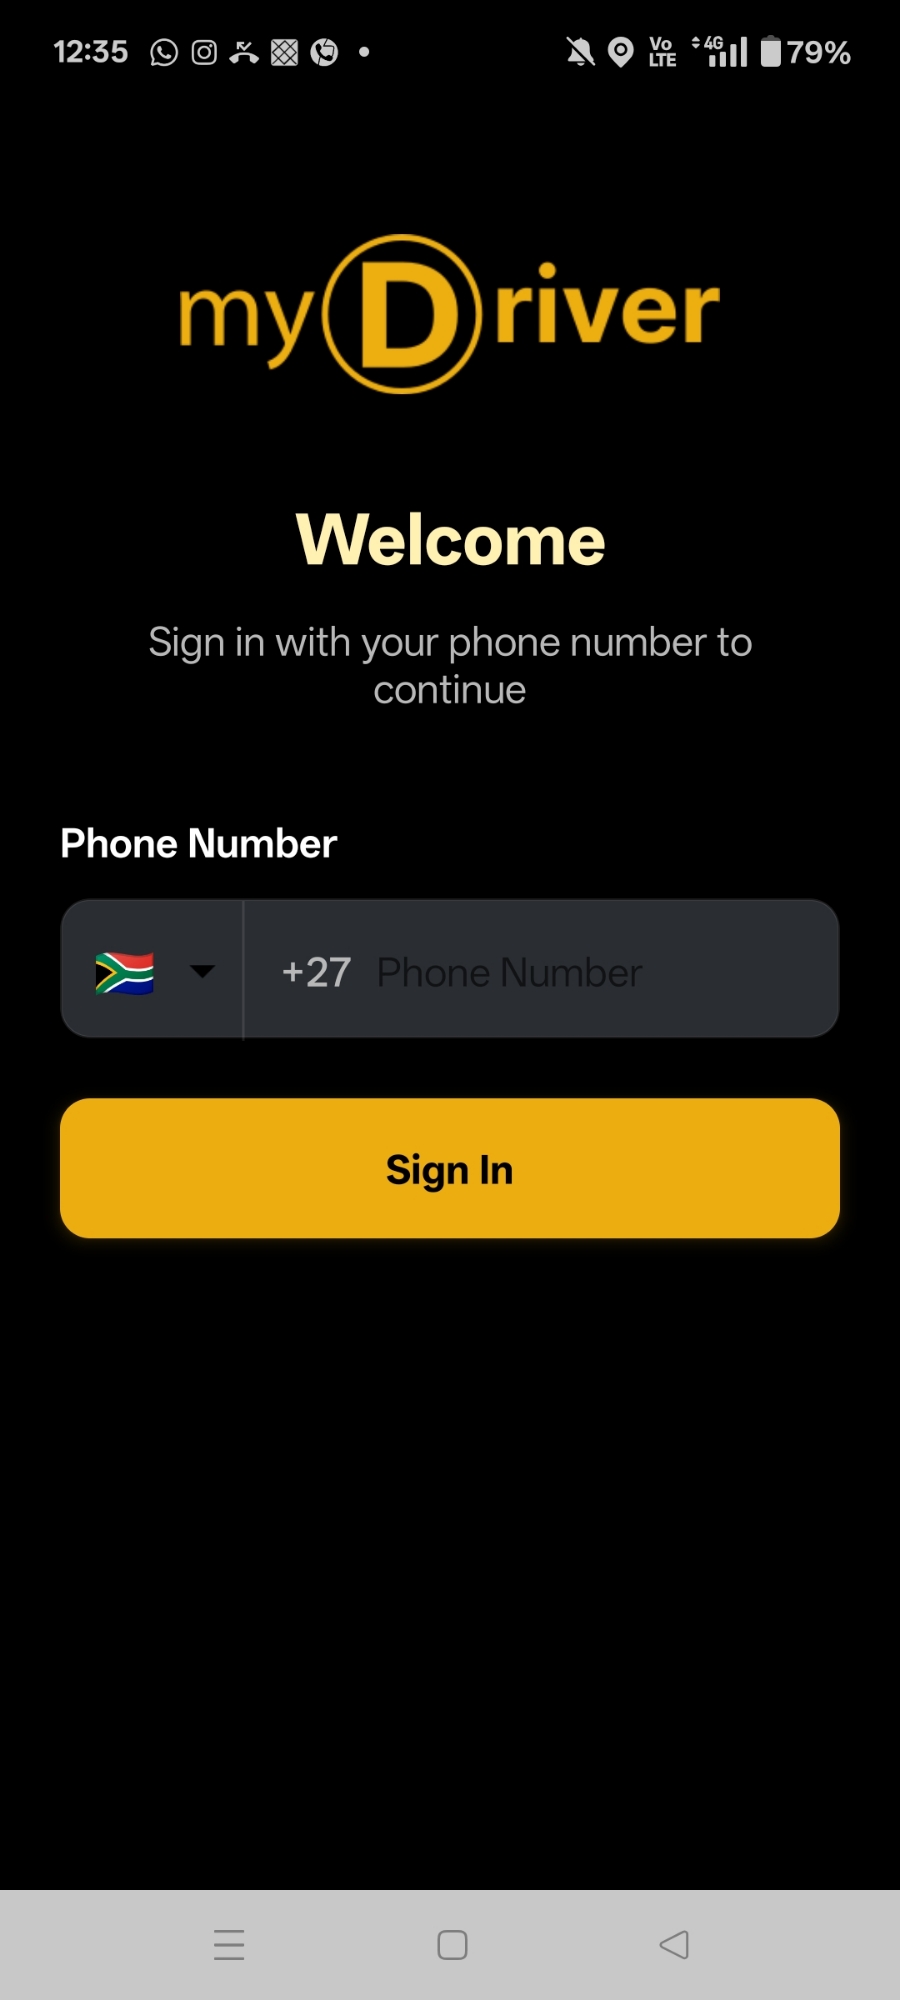 12:35 Vo LTE 4G 79%
myDriver
Welcome
Sign in with your phone number to
continue
Phone Number
+27 Phone Number
Sign In